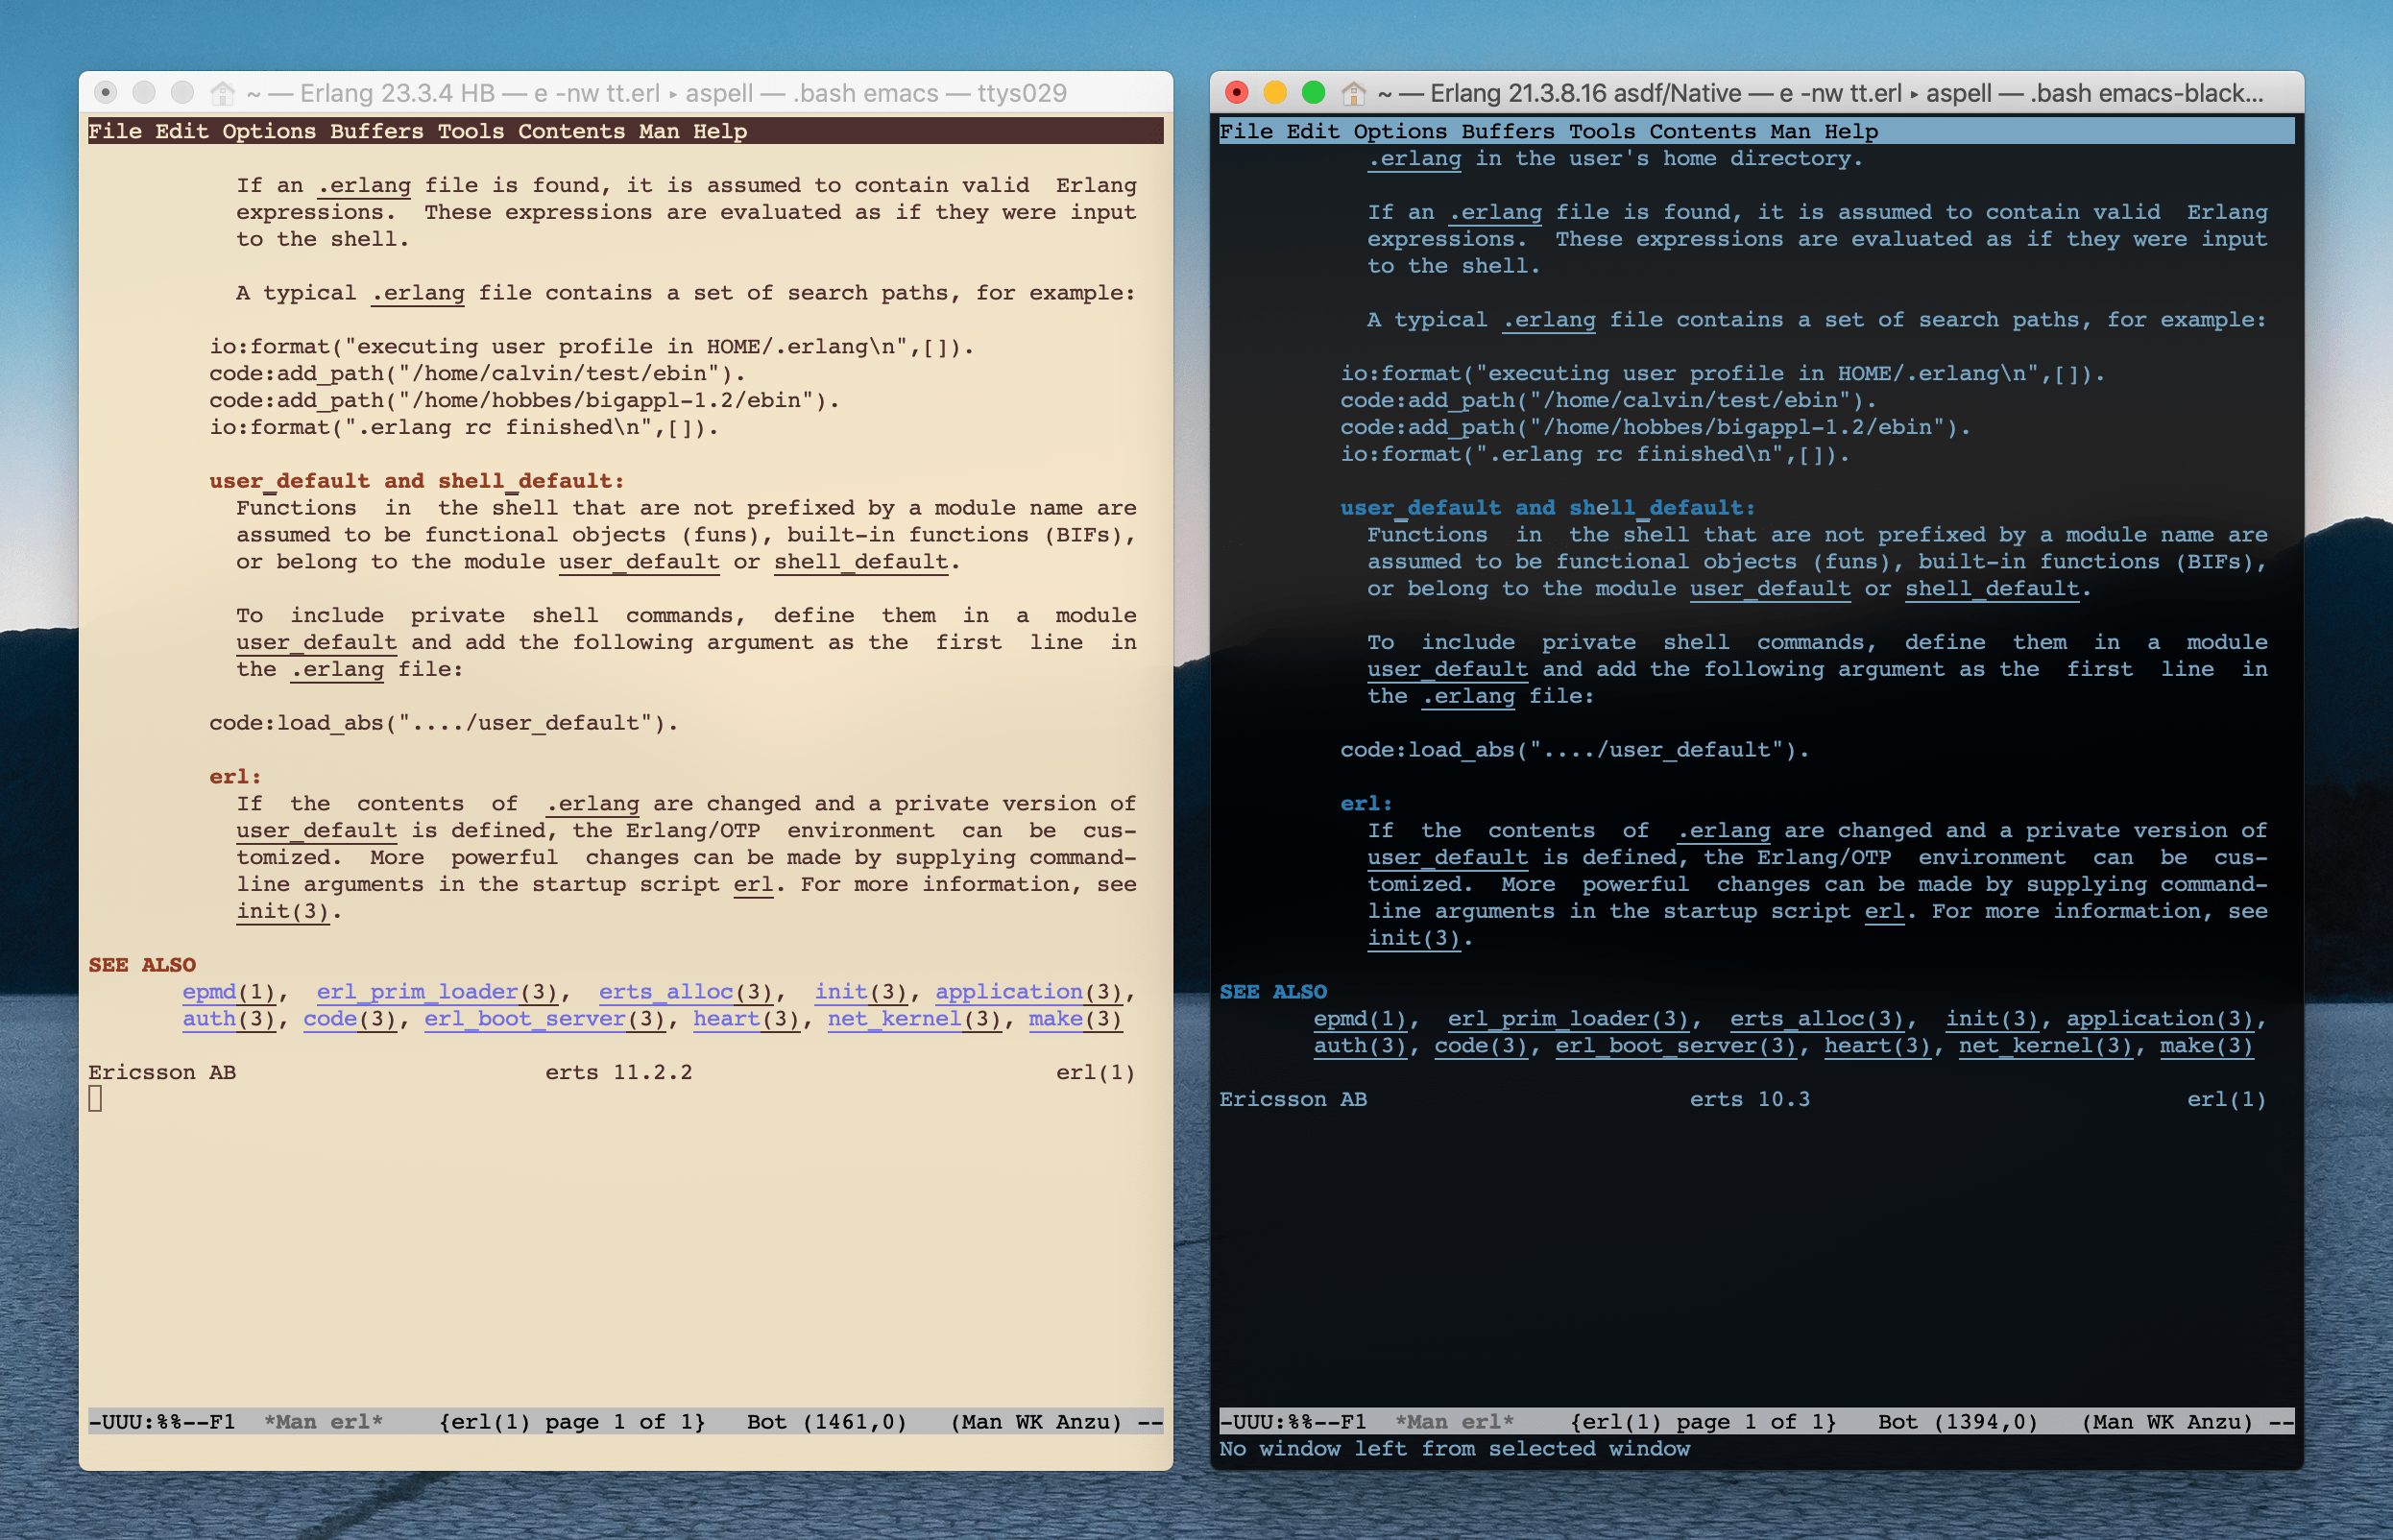 ~ — Erlang 23.3.4 HB — e -nw tt.erl ▸ aspell — .bash emacs — ttys029
File Edit Options Buffers Tools Contents Man Help
If an .erlang file is found, it is assumed to contain valid  Erlang
expressions.  These expressions are evaluated as if they were input
to the shell.
A typical .erlang file contains a set of search paths, for example:
io:format("executing user profile in HOME/.erlang\n",[]).
code:add_path("/home/calvin/test/ebin").
code:add_path("/home/hobbes/bigappl-1.2/ebin").
io:format(".erlang rc finished\n",[]).
user_default and shell_default:
Functions  in  the shell that are not prefixed by a module name are
assumed to be functional objects (funs), built-in functions (BIFs),
or belong to the module user_default or shell_default.
To  include  private  shell  commands,  define  them  in  a  module
user_default and add the following argument as the  first  line  in
the .erlang file:
code:load_abs("..../user_default").
erl:
If  the  contents  of  .erlang are changed and a private version of
user_default is defined, the Erlang/OTP  environment  can  be  cus-
tomized.  More  powerful  changes can be made by supplying command-
line arguments in the startup script erl. For more information, see
init(3).
SEE ALSO
epmd(1),  erl_prim_loader(3),  erts_alloc(3),  init(3), application(3),
auth(3), code(3), erl_boot_server(3), heart(3), net_kernel(3), make(3)
Ericsson AB                       erts 11.2.2                           erl(1)
-UUU:%%--F1  *Man erl*    {erl(1) page 1 of 1}   Bot (1461,0)   (Man WK Anzu) --
~ — Erlang 21.3.8.16 asdf/Native — e -nw tt.erl ▸ aspell — .bash emacs-black...
File Edit Options Buffers Tools Contents Man Help
.erlang in the user's home directory.
If an .erlang file is found, it is assumed to contain valid  Erlang
expressions.  These expressions are evaluated as if they were input
to the shell.
A typical .erlang file contains a set of search paths, for example:
io:format("executing user profile in HOME/.erlang\n",[]).
code:add_path("/home/calvin/test/ebin").
code:add_path("/home/hobbes/bigappl-1.2/ebin").
io:format(".erlang rc finished\n",[]).
user_default and shell_default:
Functions  in  the shell that are not prefixed by a module name are
assumed to be functional objects (funs), built-in functions (BIFs),
or belong to the module user_default or shell_default.
To  include  private  shell  commands,  define  them  in  a  module
user_default and add the following argument as the  first  line  in
the .erlang file:
code:load_abs("..../user_default").
erl:
If  the  contents  of  .erlang are changed and a private version of
user_default is defined, the Erlang/OTP  environment  can  be  cus-
tomized.  More  powerful  changes can be made by supplying command-
line arguments in the startup script erl. For more information, see
init(3).
SEE ALSO
epmd(1),  erl_prim_loader(3),  erts_alloc(3),  init(3), application(3),
auth(3), code(3), erl_boot_server(3), heart(3), net_kernel(3), make(3)
Ericsson AB                        erts 10.3                            erl(1)
-UUU:%%--F1  *Man erl*    {erl(1) page 1 of 1}   Bot (1394,0)   (Man WK Anzu) --
No window left from selected window